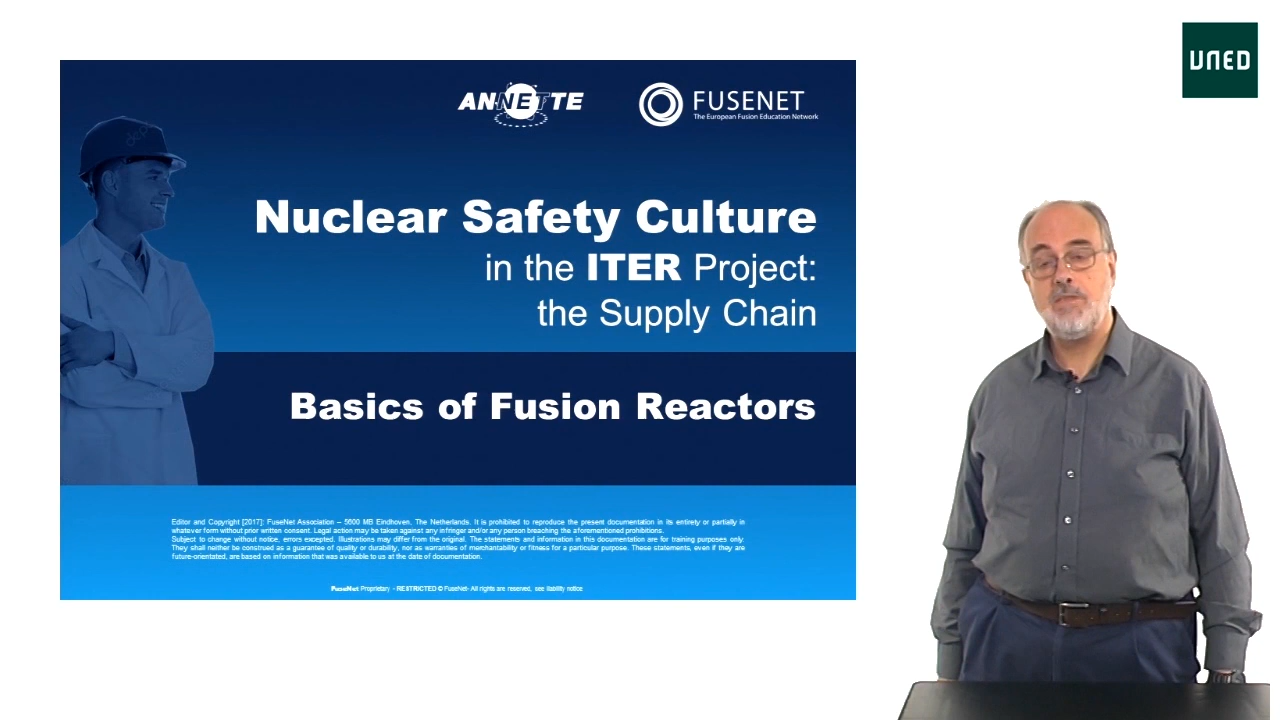 UNED
ANNETTE
FUSENET
The European Fusion Education Network
Nuclear Safety Culture
in the ITER Project:
the Supply Chain
Basics of Fusion Reactors
Editor and Copyright [2017]: FuseNet Association – 5600 MB Eindhoven. The Netherlands. It is prohibited to reproduce the present documentation in its entirety or partially in
whatever form without prior written consent. Legal action may be taken against any infringer and/or any person breaching the aforementioned prohibitions.
Subject to change without notice, errors excepted. Illustrations may differ from the original. The statements and information in this documentation are for training purposes only.
They shall neither be construed as a guarantee of quality or durability, nor as warranties of merchantability or fitness for a particular purpose. These statements, even if they are
future-orientated, are based on information that was available to us at the date of documentation.
FuseNet Proprietary - RESTRICTED © FuseNet- All rights are reserved, see liability notice